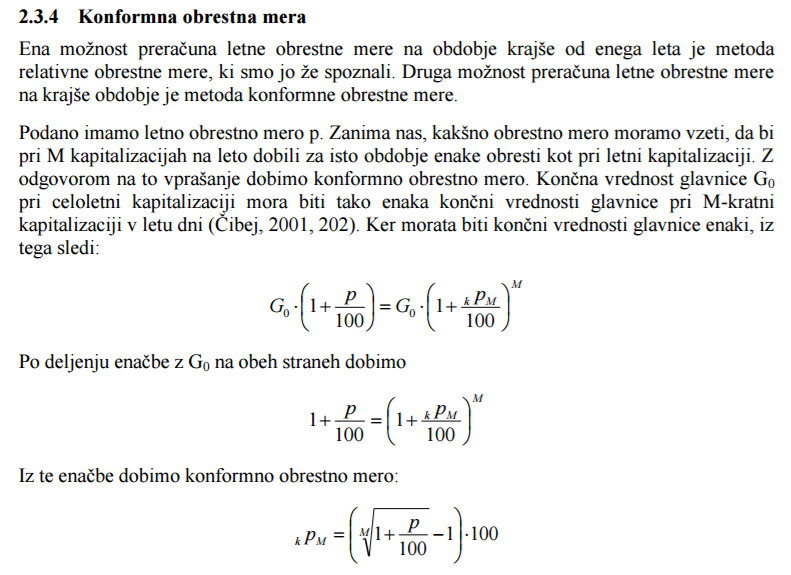 2.3.4 Konformna obrestna mera
Ena možnost preračuna letne obrestne mere na obdobje krajše od enega leta je metoda
relativne obrestne mere, ki smo jo že spoznali. Druga možnost preračuna letne obrestne mere
na krajše obdobje je metoda konformne obrestne mere.
Podano imamo letno obrestno mero p. Zanima nas, kakšno obrestno mero moramo vzeti, da bi
pri M kapitalizacijah na leto dobili za isto obdobje enake obresti kot pri letni kapitalizaciji. Z
odgovorom na to vprašanje dobimo konformno obrestno mero. Končna vrednost glavnice G₀
pri celoletni kapitalizaciji mora biti tako enaka končni vrednosti glavnice pri M-kratni
kapitalizaciji v letu dni (Čibej, 2001, 202). Ker morata biti končni vrednosti glavnice enaki, iz
tega sledi:
G₀ · (1 + p/100) = G₀ · (1 + ₖp_M/100)^M
Po deljenju enačbe z G₀ na obeh straneh dobimo
1 + p/100 = (1 + ₖp_M/100)^M
Iz te enačbe dobimo konformno obrestno mero:
ₖp_M = (ᴹ√(1 + p/100) − 1) · 100